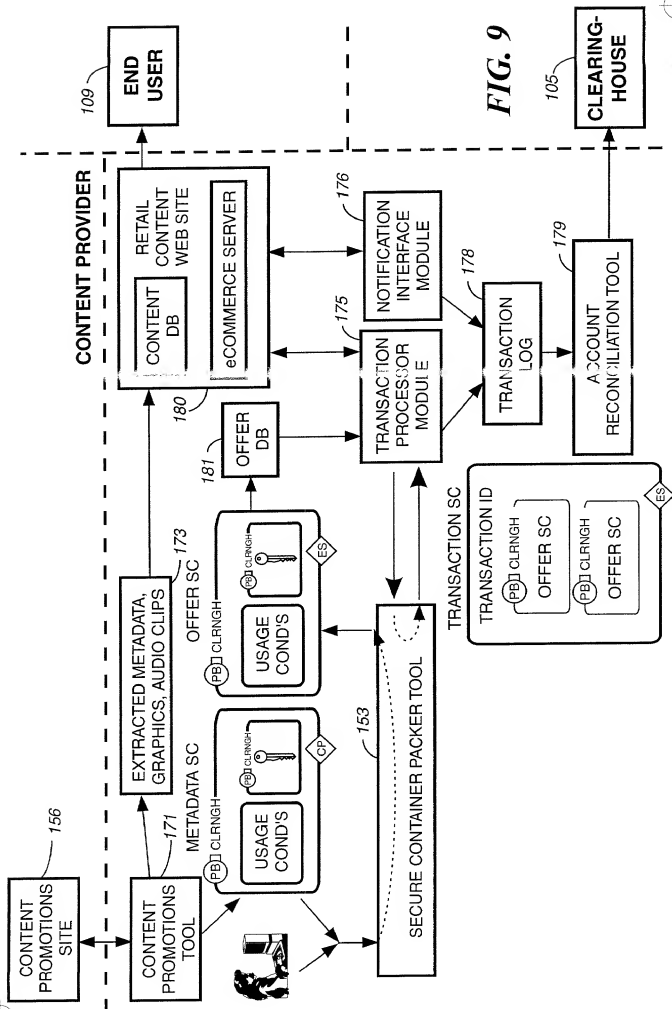 CONTENT
PROMOTIONS
SITE
156
CONTENT PROVIDER
109
END
USER
CONTENT
PROMOTIONS
TOOL
171
EXTRACTED METADATA,
GRAPHICS, AUDIO CLIPS
173
CONTENT
DB
RETAIL
CONTENT
WEB SITE
eCOMMERCE SERVER
180
METADATA SC
PB CLRNGH
USAGE
COND'S
PB CLRNGH
CP
OFFER SC
PB CLRNGH
USAGE
COND'S
PB CLRNGH
ES
181
OFFER
DB
SECURE CONTAINER PACKER TOOL
153
TRANSACTION
PROCESSOR
MODULE
175
NOTIFICATION
INTERFACE
MODULE
176
TRANSACTION
LOG
178
TRANSACTION SC
TRANSACTION ID
PB CLRNGH
OFFER SC
PB CLRNGH
OFFER SC
ES
ACCOUNT
RECONCILIATION TOOL
179
105
CLEARING-
HOUSE
FIG. 9